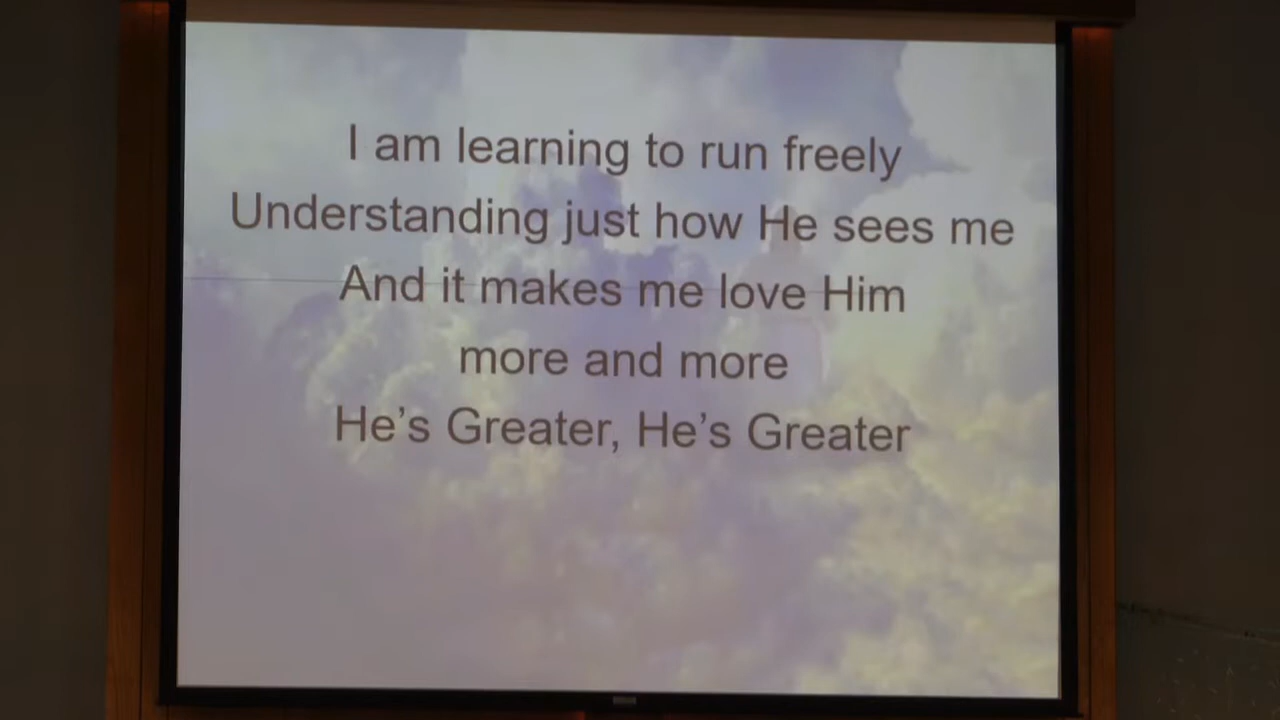 I am learning to run freely
Understanding just how He sees me
And it makes me love Him
more and more
He’s Greater, He’s Greater